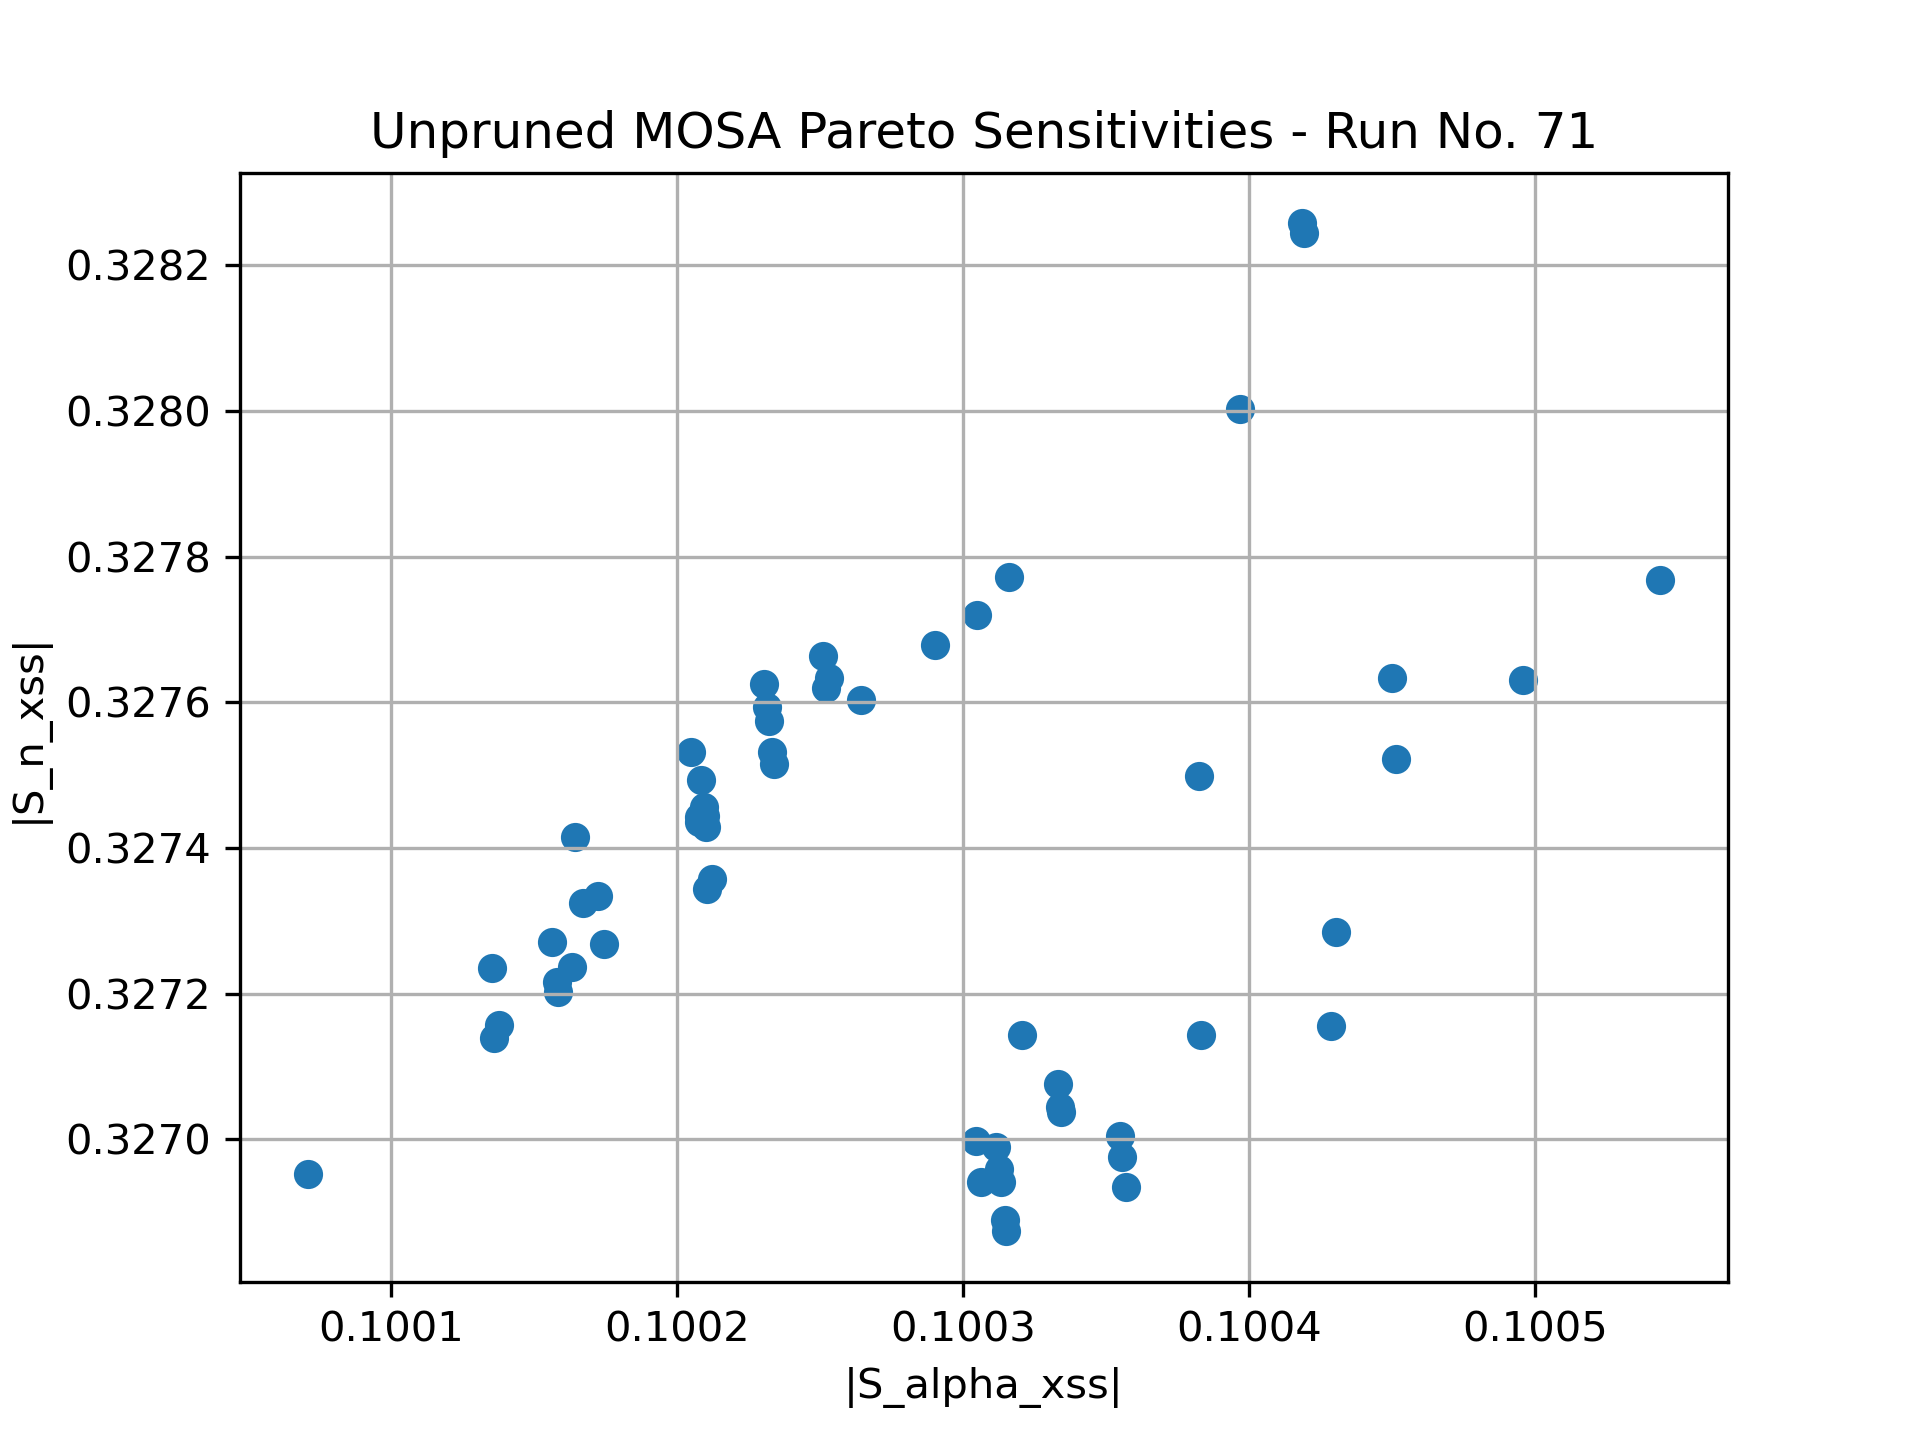 Unpruned MOSA Pareto Sensitivities - Run No. 71
0.3282
0.3280
0.3278
0.3276
0.3274
0.3272
0.3270
|S_n_xss|
0.1001 0.1002 0.1003 0.1004 0.1005
|S_alpha_xss|